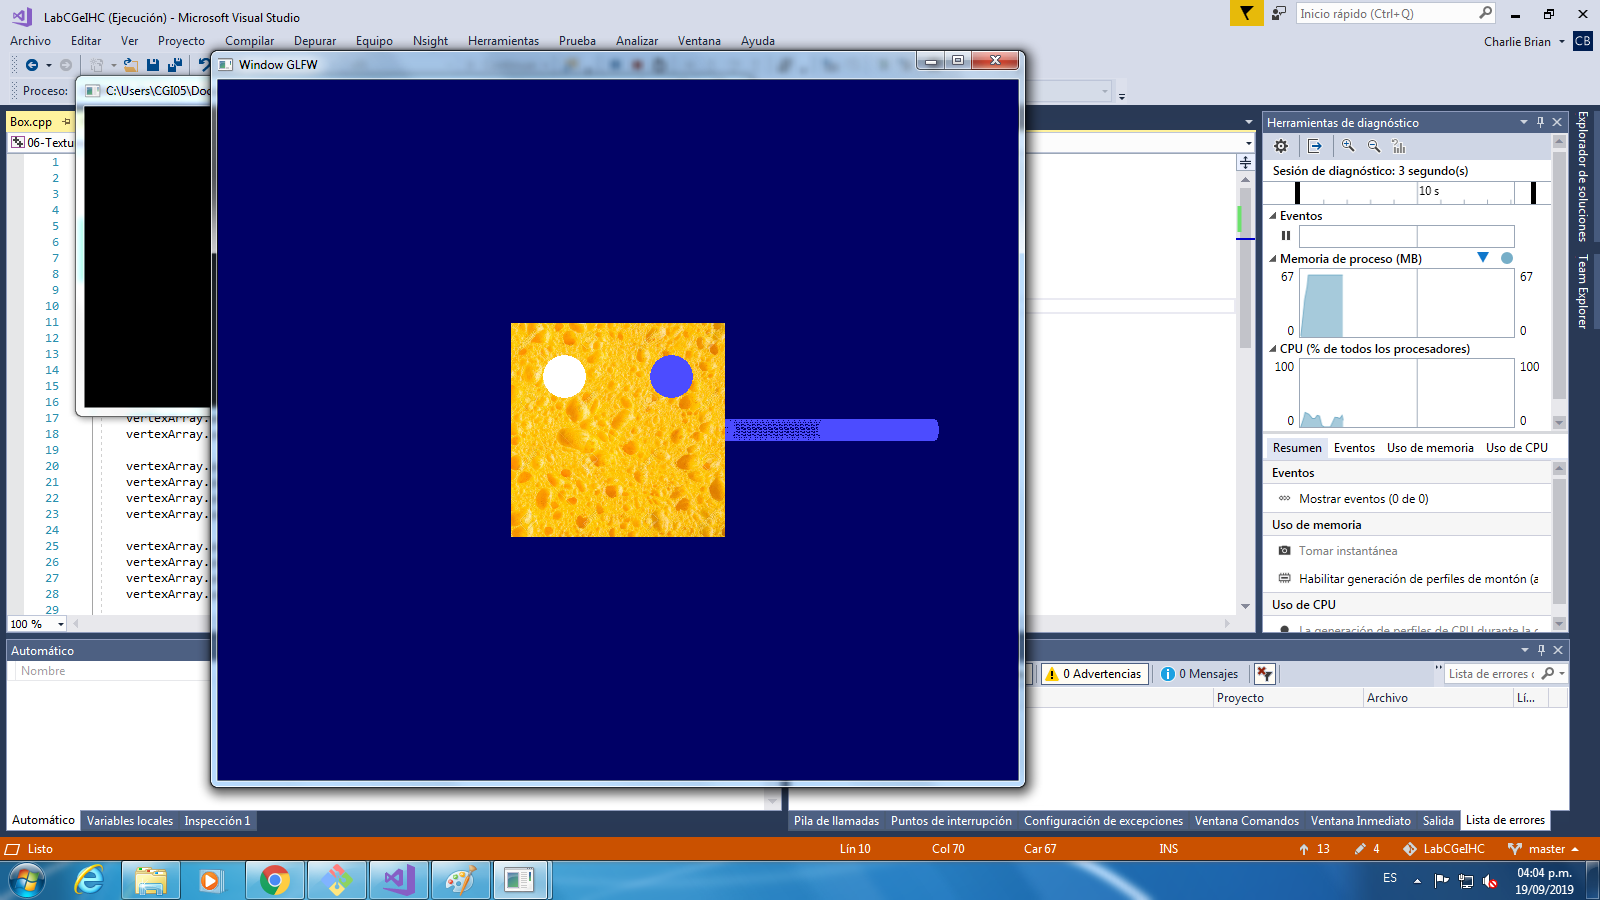 LabCGeIHC (Ejecución) - Microsoft Visual Studio
Inicio rápido (Ctrl+Q)
Archivo Editar Ver Proyecto Compilar Depurar Equipo Nsight Herramientas Prueba Analizar Ventana Ayuda
Charlie Brian CB
Window GLFW
Proceso:
C:\Users\CGI05\Doc
Box.cpp
06-Textu
1
2
3
4
5
6
7
8
9
10
11
12
13
14
15
16
17 vertexArray.
18 vertexArray.
19
20 vertexArray.
21 vertexArray.
22 vertexArray.
23 vertexArray.
24
25 vertexArray.
26 vertexArray.
27 vertexArray.
28 vertexArray.
29
100 %
Herramientas de diagnóstico
Sesión de diagnóstico: 3 segundo(s)
10 s
Eventos
Memoria de proceso (MB)
67 67
0 0
CPU (% de todos los procesadores)
100 100
0 0
Resumen Eventos Uso de memoria Uso de CPU
Eventos
Mostrar eventos (0 de 0)
Uso de memoria
Tomar instantánea
Habilitar generación de perfiles de montón (a
Uso de CPU
La generación de perfiles de CPU durante la
Explorador de soluciones
Team Explorer
Automático
Nombre
0 Advertencias
0 Mensajes
Lista de errores
Proyecto Archivo Lí...
Automático Variables locales Inspección 1
Pila de llamadas Puntos de interrupción Configuración de excepciones Ventana Comandos Ventana Inmediato Salida Lista de errores
Listo Lín 10 Col 70 Car 67 INS 13 4 LabCGeIHC master
ES
04:04 p.m.
19/09/2019